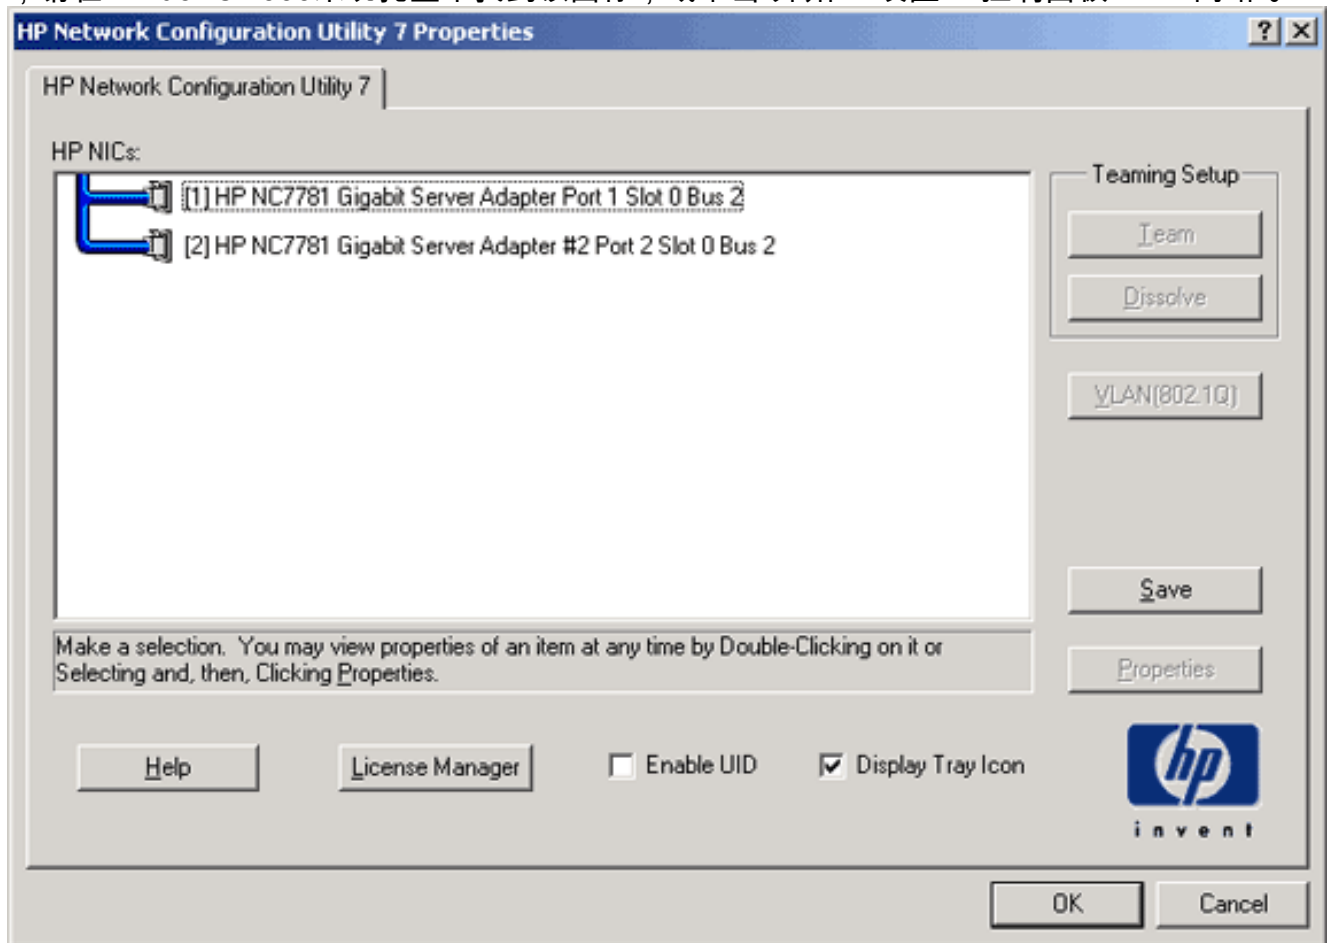 HP Network Configuration Utility 7 Properties
HP Network Configuration Utility 7
HP NICs:
[1] HP NC7781 Gigabit Server Adapter Port 1 Slot 0 Bus 2
[2] HP NC7781 Gigabit Server Adapter #2 Port 2 Slot 0 Bus 2
Teaming Setup
Team
Dissolve
VLAN(802.1Q)
Save
Make a selection. You may view properties of an item at any time by Double-Clicking on it or
Selecting and, then, Clicking Properties.
Properties
Help
License Manager
Enable UID
Display Tray Icon
hp
invent
OK
Cancel